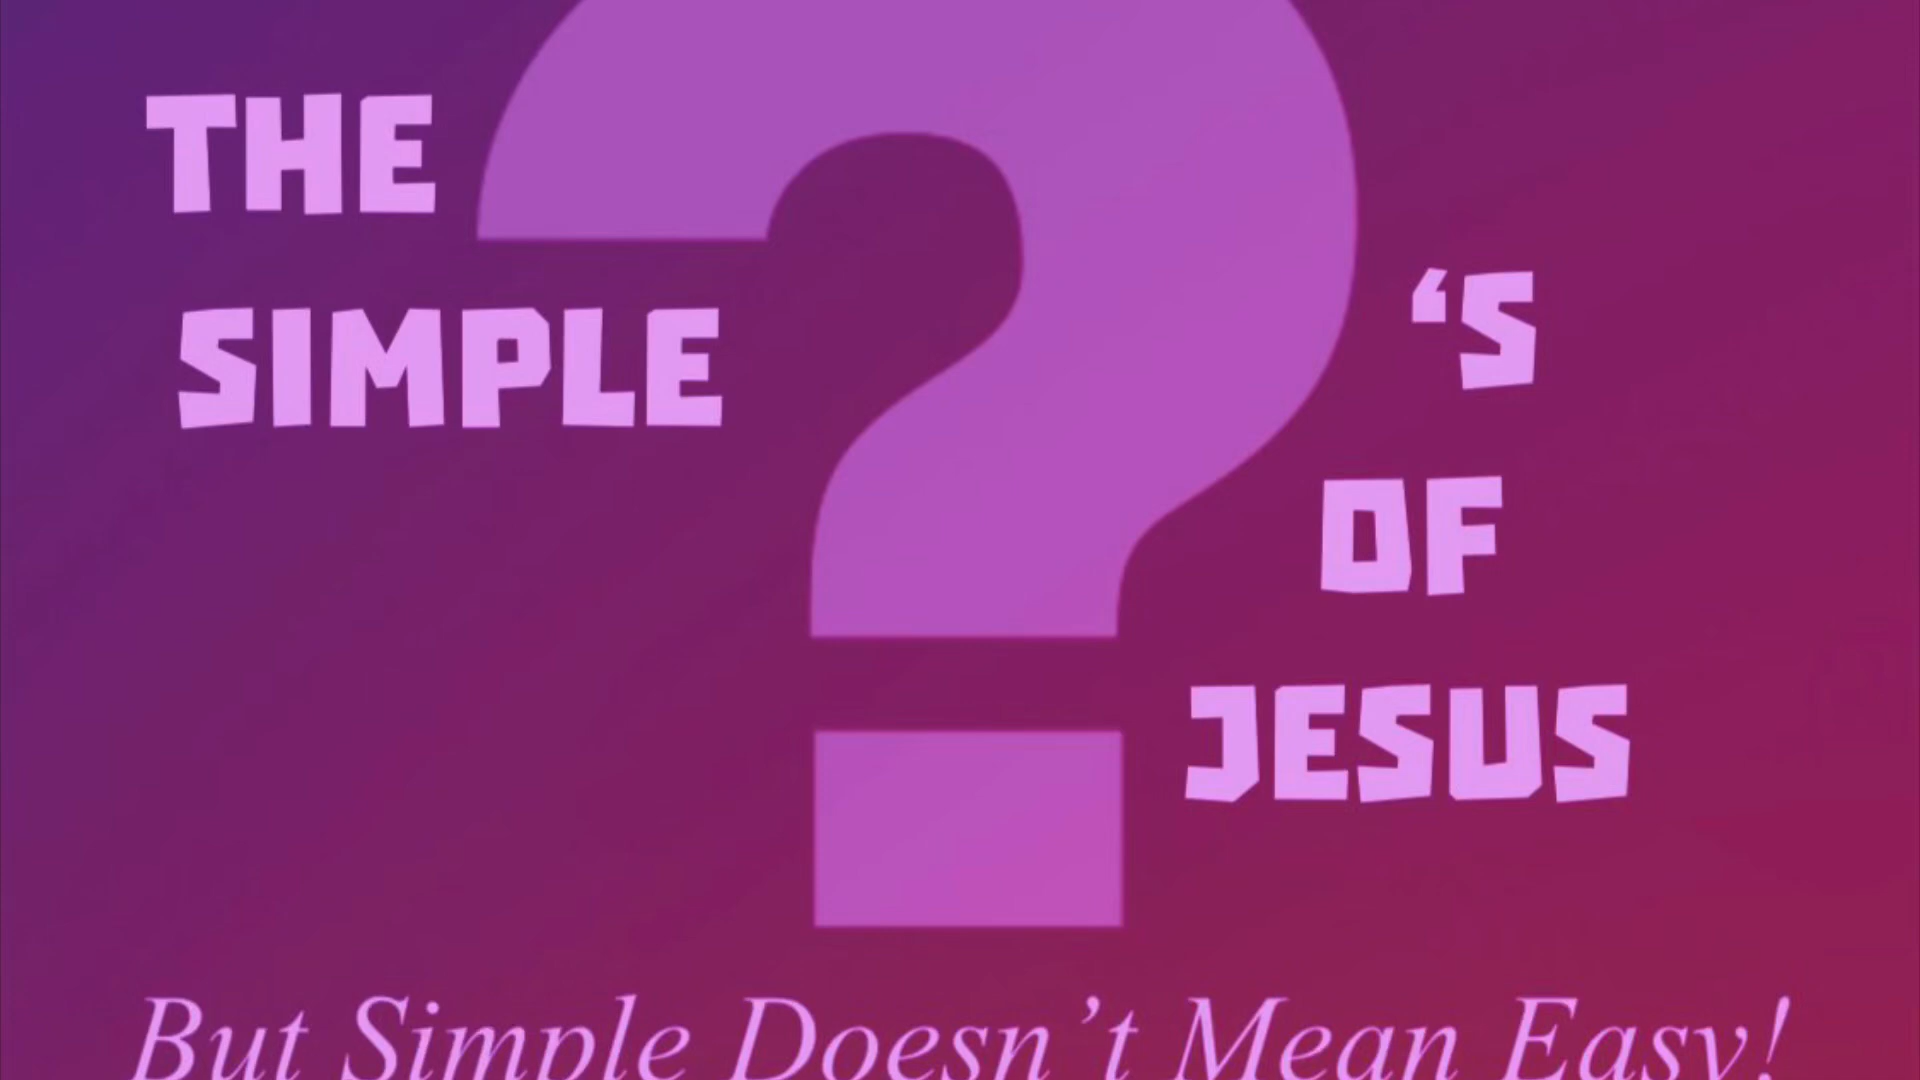 THE
SIMPLE
?
‘S
OF
JESUS
But Simple Doesn’t Mean Easy!